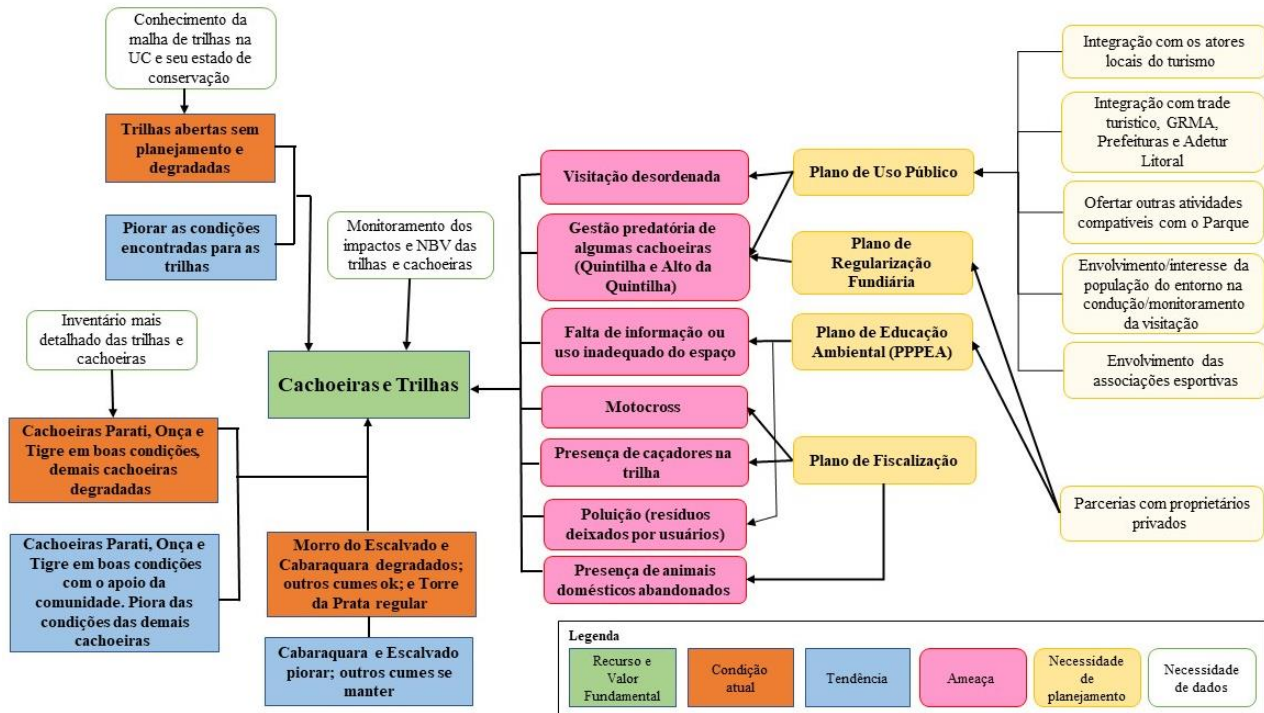 Conhecimento da
malha de trilhas na
UC e seu estado de
conservação
Trilhas abertas sem
planejamento e
degradadas
Piorar as condições
encontradas para as
trilhas
Monitoramento dos
impactos e NBV das
trilhas e cachoeiras
Inventário mais
detalhado das trilhas e
cachoeiras
Cachoeiras e Trilhas
Cachoeiras Parati, Onça e
Tigre em boas condições,
demais cachoeiras
degradadas
Cachoeiras Parati, Onça e
Tigre em boas condições
com o apoio da
comunidade. Piora das
condições das demais
cachoeiras
Morro do Escalvado e
Cabaraquara degradados;
outros cumes ok; e Torre
da Prata regular
Cabaraquara e Escalvado
piorar; outros cumes se
manter
Visitação desordenada
Gestão predatória de
algumas cachoeiras
(Quintilha e Alto da
Quintilha)
Falta de informação ou
uso inadequado do espaço
Motocross
Presença de caçadores na
trilha
Poluição (resíduos
deixados por usuários)
Presença de animais
domésticos abandonados
Plano de Uso Público
Plano de
Regularização
Fundiária
Plano de Educação
Ambiental (PPPEA)
Plano de Fiscalização
Integração com os atores
locais do turismo
Integração com trade
turístico, GRMA,
Prefeituras e Adetur
Litoral
Ofertar outras atividades
compatíveis com o Parque
Envolvimento/interesse da
população do entorno na
condução/monitoramento
da visitação
Envolvimento das
associações esportivas
Parcerias com proprietários
privados
Legenda
Recurso e
Valor
Fundamental
Condição
atual
Tendência
Ameaça
Necessidade
de
planejamento
Necessidade
de dados